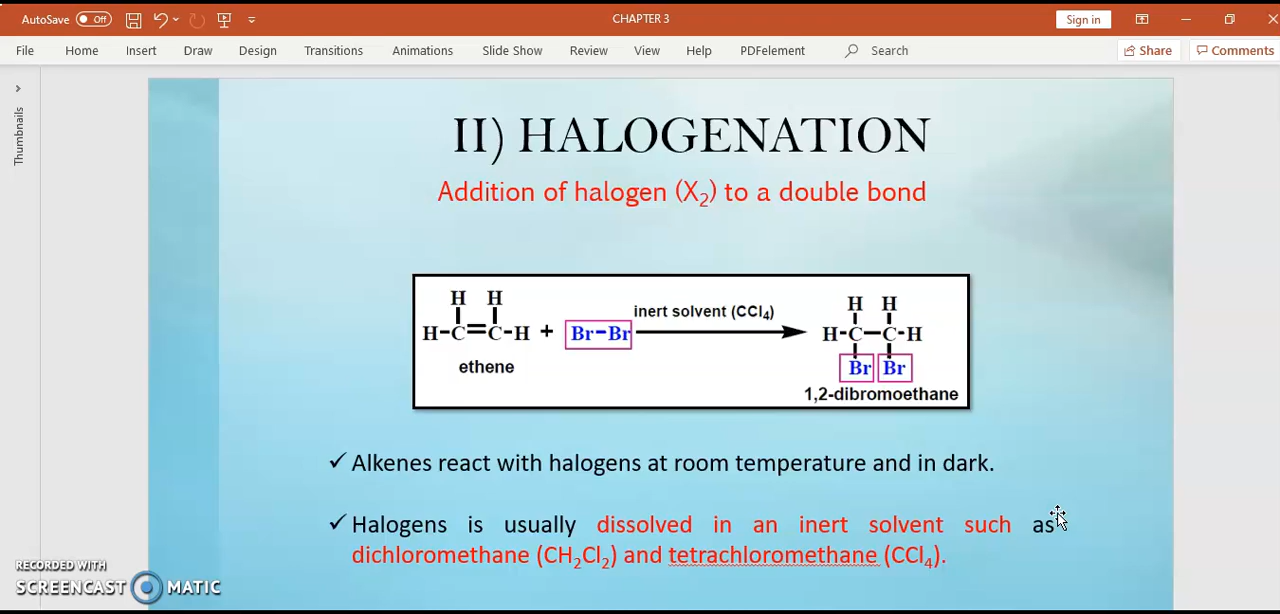 AutoSave Off CHAPTER 3 Sign in
File Home Insert Draw Design Transitions Animations Slide Show Review View Help PDFelement Search Share Comments
Thumbnails
II) HALOGENATION
Addition of halogen (X₂) to a double bond
H H
H-C=C-H + Br-Br inert solvent (CCl₄) H-C-C-H
H H
ethene
Br Br
1,2-dibromoethane
✓ Alkenes react with halogens at room temperature and in dark.
✓ Halogens is usually dissolved in an inert solvent such as
dichloromethane (CH₂Cl₂) and tetrachloromethane (CCl₄).
RECORDED WITH
SCREENCAST MATIC